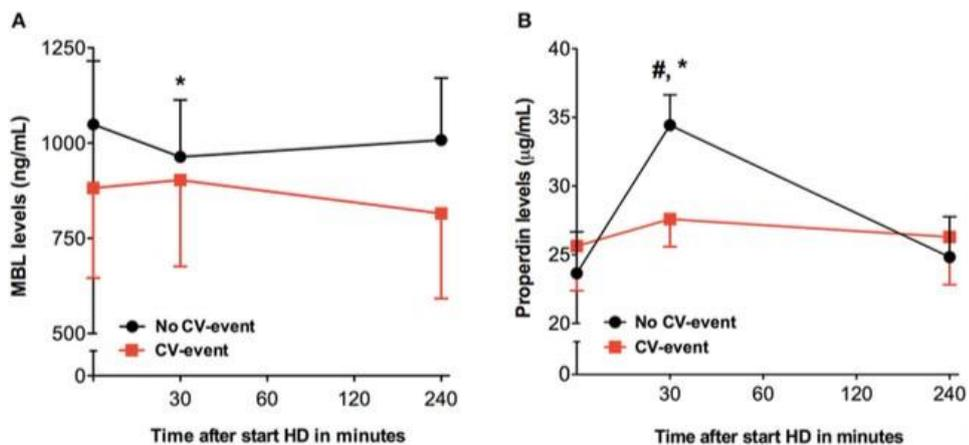 A
MBL levels (ng/mL)
1250
1000
750
500
0
*
No CV-event
CV-event
30 60 120 240
Time after start HD in minutes
B
Properdin levels (µg/mL)
40
35
30
25
20
0
#, *
No CV-event
CV-event
30 60 120 240
Time after start HD in minutes